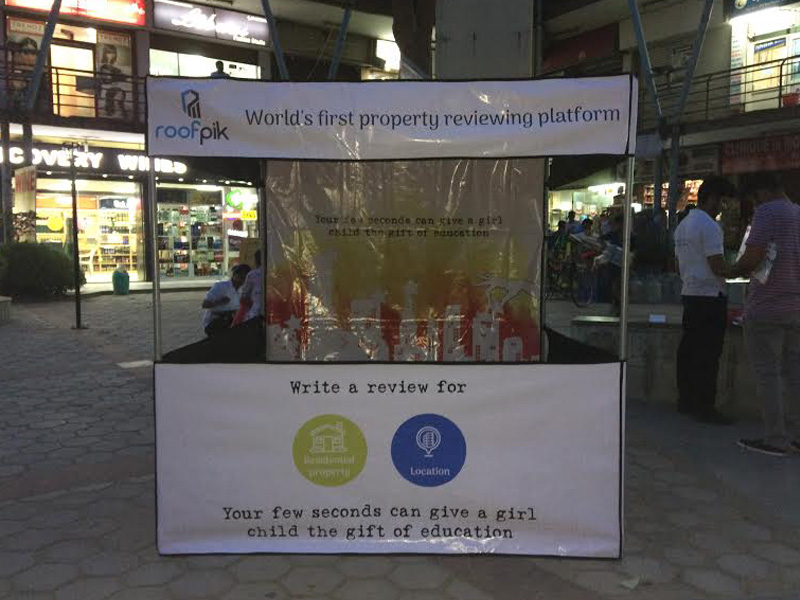 roofpik
World's first property reviewing platform
COVERY WINES
Your few seconds can give a girl
child the gift of education
Write a review for
Residential
property
Location
Your few seconds can give a girl
child the gift of education